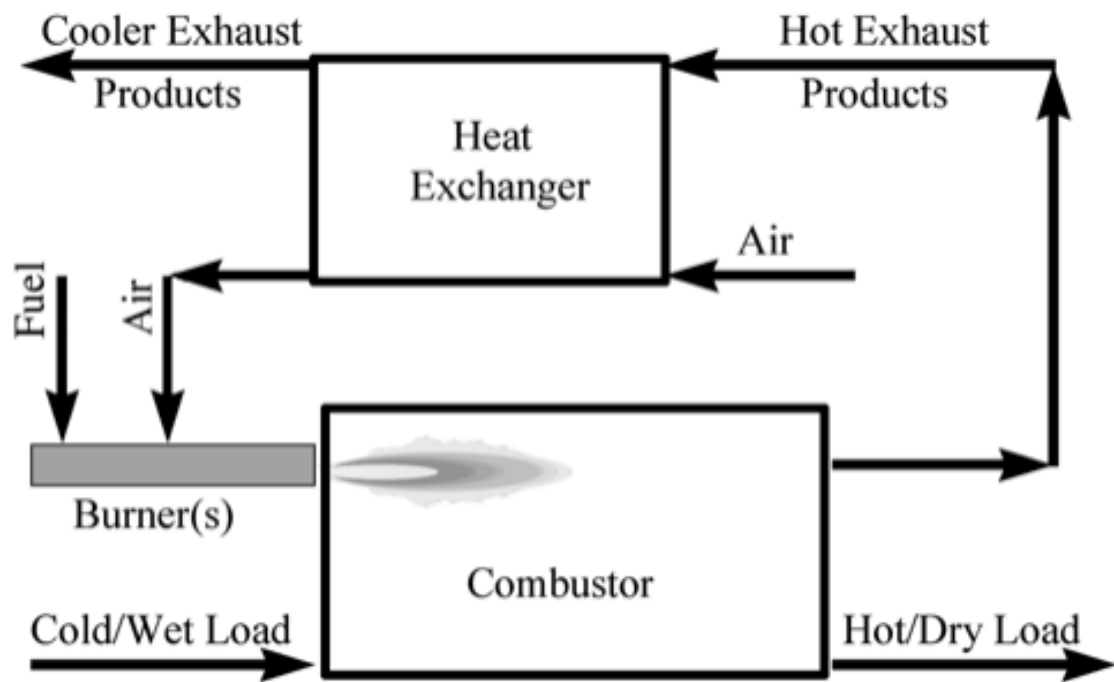 Cooler Exhaust
Products
Hot Exhaust
Products
Heat
Exchanger
Air
Fuel
Air
Burner(s)
Combustor
Cold/Wet Load
Hot/Dry Load